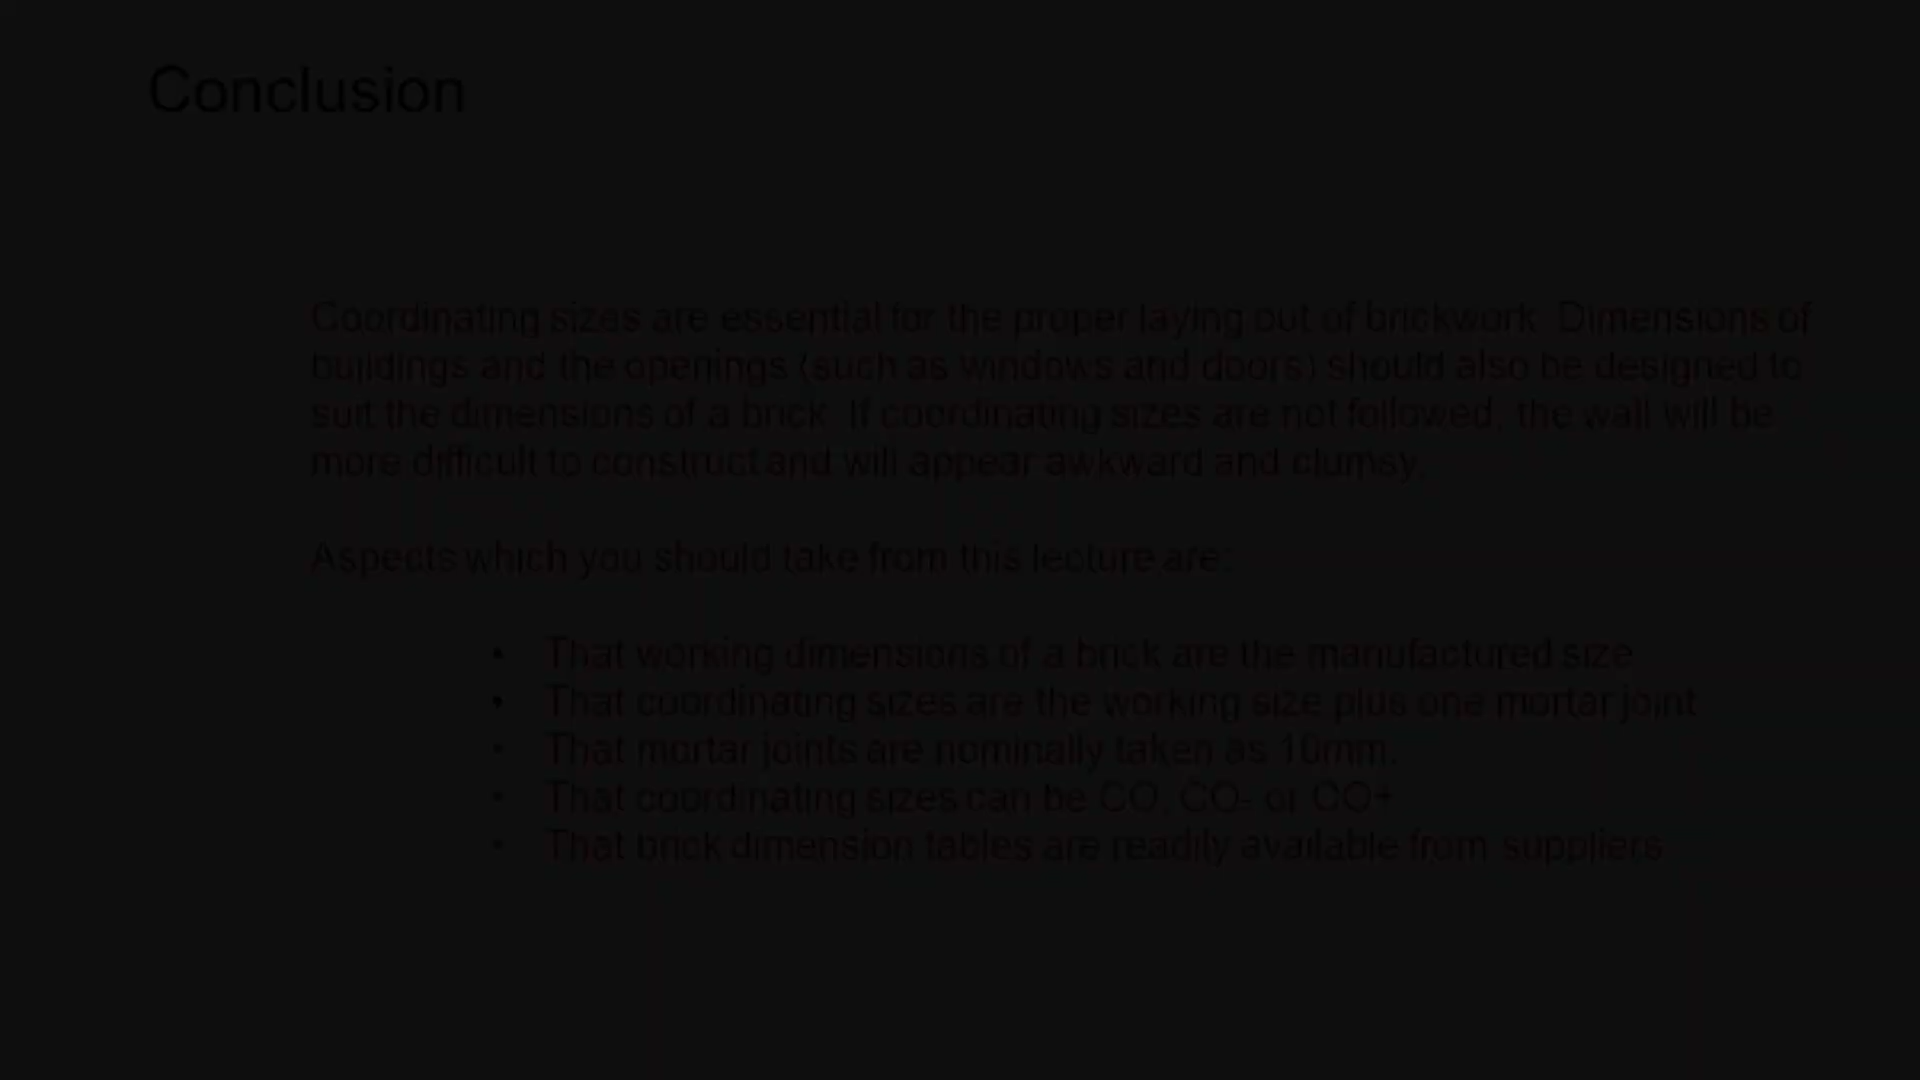 Conclusion
Coordinating sizes are essential for the proper laying out of brickwork. Dimensions of
buildings and the openings (such as windows and doors) should also be designed to
suit the dimensions of a brick. If coordinating sizes are not followed, the wall will be
more difficult to construct and will appear awkward and clumsy.
Aspects which you should take from this lecture are:
• That working dimensions of a brick are the manufactured size
• That coordinating sizes are the working size plus one mortar joint
• That mortar joints are nominally taken as 10mm.
• That coordinating sizes can be CO, CO- or CO+
• That brick dimension tables are readily available from suppliers